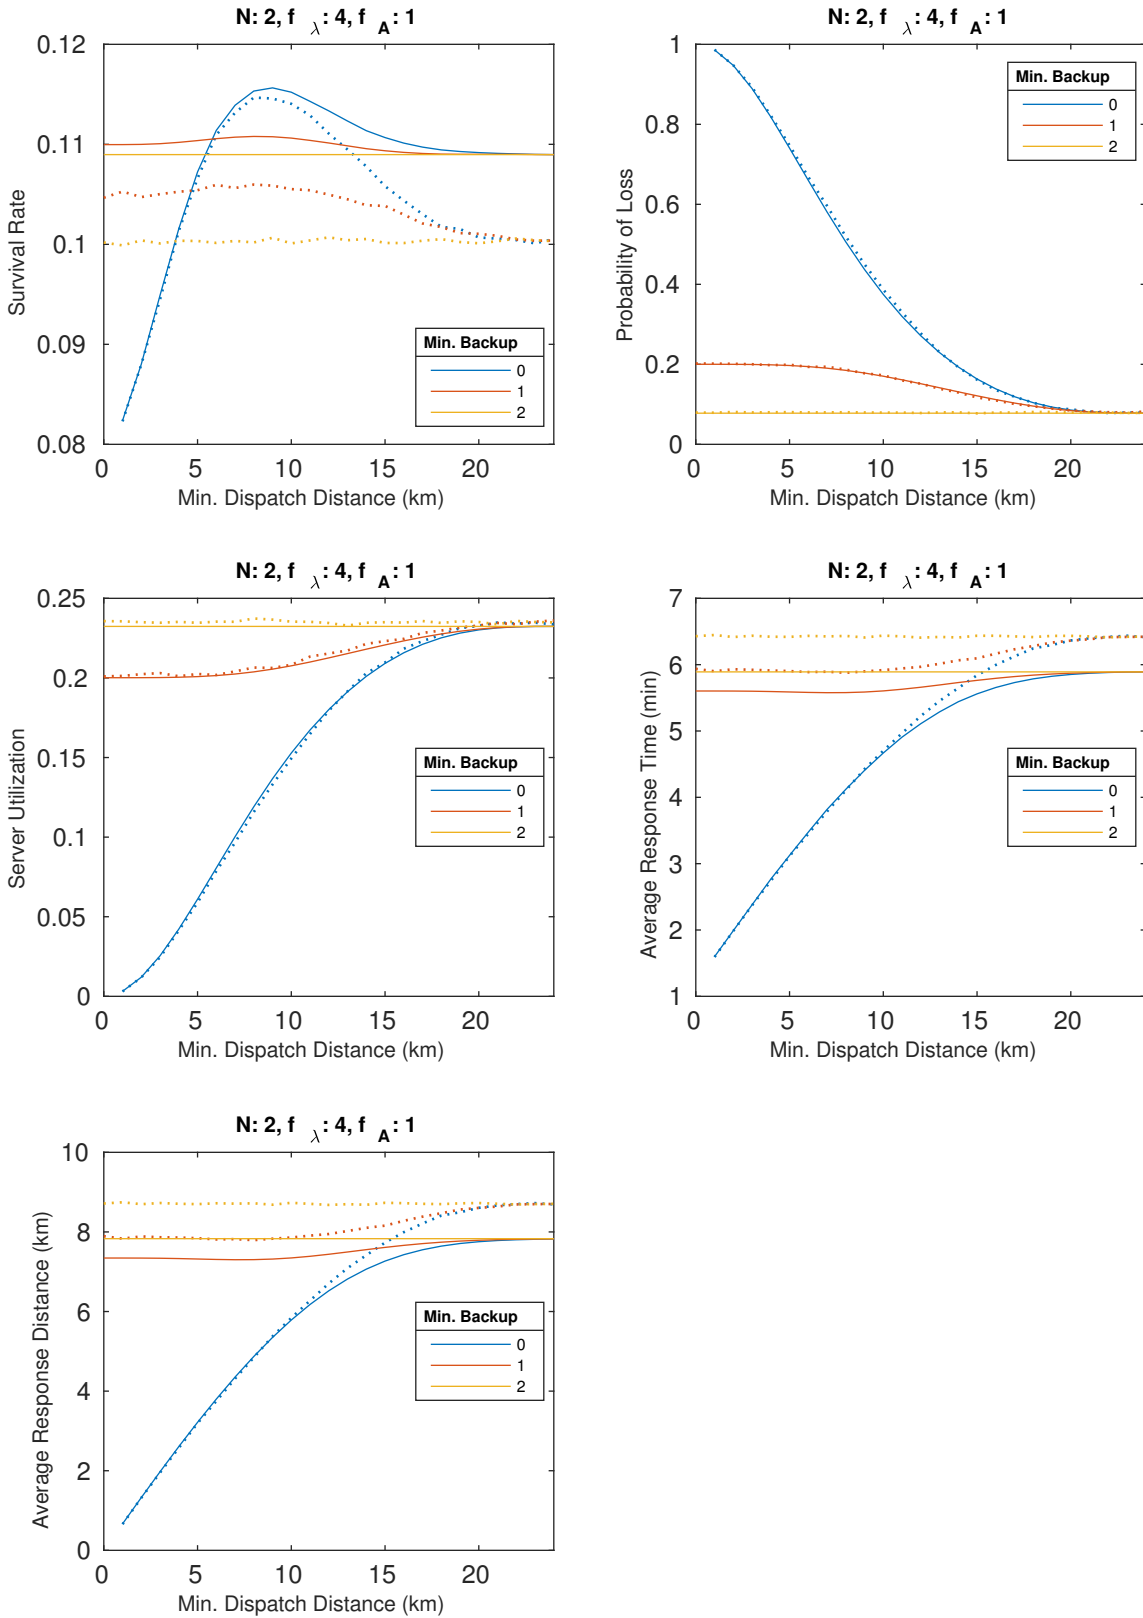 N: 2, f λ: 4, f A: 1
0.12
0.11
0.1
0.09
0.08
Survival Rate
0 5 10 15 20
Min. Dispatch Distance (km)
Min. Backup
0
1
2
N: 2, f λ: 4, f A: 1
1
0.8
0.6
0.4
0.2
0
Probability of Loss
0 5 10 15 20
Min. Dispatch Distance (km)
Min. Backup
0
1
2
N: 2, f λ: 4, f A: 1
0.25
0.2
0.15
0.1
0.05
0
Server Utilization
0 5 10 15 20
Min. Dispatch Distance (km)
Min. Backup
0
1
2
N: 2, f λ: 4, f A: 1
7
6
5
4
3
2
1
Average Response Time (min)
0 5 10 15 20
Min. Dispatch Distance (km)
Min. Backup
0
1
2
N: 2, f λ: 4, f A: 1
10
8
6
4
2
0
Average Response Distance (km)
0 5 10 15 20
Min. Dispatch Distance (km)
Min. Backup
0
1
2